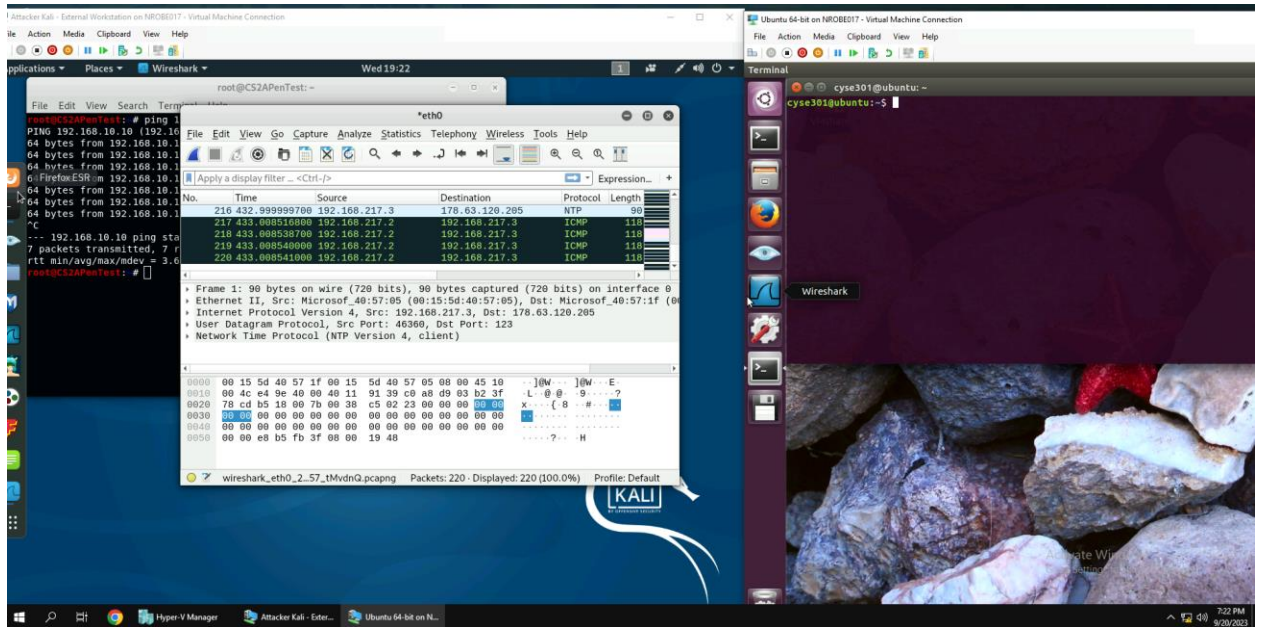 Attacker Kali - External Workstation on NROBE017 - Virtual Machine Connection
ile Action Media Clipboard View Help
pplications Places Wireshark Wed 19:22 1
root@CS2APenTest: ~
File Edit View Search Term
root@CS2APenTest: # ping 1
PING 192.168.10.10 (192.16
64 bytes from 192.168.10.1
64 bytes from 192.168.10.1
64 bytes from 192.168.10.1
6 Firefox ESR m 192.168.10.1
64 bytes from 192.168.10.1
64 bytes from 192.168.10.1
64 bytes from 192.168.10.1
^C
--- 192.168.10.10 ping sta
7 packets transmitted, 7 r
rtt min/avg/max/mdev = 3.6
root@CS2APenTest: #
*eth0
File Edit View Go Capture Analyze Statistics Telephony Wireless Tools Help
Apply a display filter ... <Ctrl-/> Expression... +
No. Time Source Destination Protocol Length
216 432.999999700 192.168.217.3 178.63.120.205 NTP 90
217 433.008516800 192.168.217.2 192.168.217.3 ICMP 118
218 433.008538700 192.168.217.2 192.168.217.3 ICMP 118
219 433.008540000 192.168.217.2 192.168.217.3 ICMP 118
220 433.008541000 192.168.217.2 192.168.217.3 ICMP 118
Frame 1: 90 bytes on wire (720 bits), 90 bytes captured (720 bits) on interface 0
Ethernet II, Src: Microsof_40:57:05 (00:15:5d:40:57:05), Dst: Microsof_40:57:1f (0
Internet Protocol Version 4, Src: 192.168.217.3, Dst: 178.63.120.205
User Datagram Protocol, Src Port: 46360, Dst Port: 123
Network Time Protocol (NTP Version 4, client)
0000 00 15 5d 40 57 1f 00 15 5d 40 57 05 08 00 45 10 ··]@W··· ]@W···E·
0010 00 4c e4 9e 40 00 40 11 91 39 c0 a8 d9 03 b2 3f ·L··@·@· ·9·····?
0020 78 cd b5 18 00 7b 00 38 c5 02 23 00 00 00 00 00 x····{·8 ··#·····
0030 00 00 00 00 00 00 00 00 00 00 00 00 00 00 00 00 ········ ········
0040 00 00 00 00 00 00 00 00 00 00 00 00 00 00 00 00 ········ ········
0050 00 00 e8 b5 fb 3f 08 00 19 48 ·····?·· ·H
wireshark_eth0_2...57_tMvdnQ.pcapng Packets: 220 · Displayed: 220 (100.0%) Profile: Default
KALI
BY OFFENSIVE SECURITY
Ubuntu 64-bit on NROBE017 - Virtual Machine Connection
File Action Media Clipboard View Help
Terminal
cyse301@ubuntu: ~
cyse301@ubuntu:~$
Wireshark
Hyper-V Manager
Attacker Kali - Exter...
Ubuntu 64-bit on N...
7:22 PM
9/20/2023